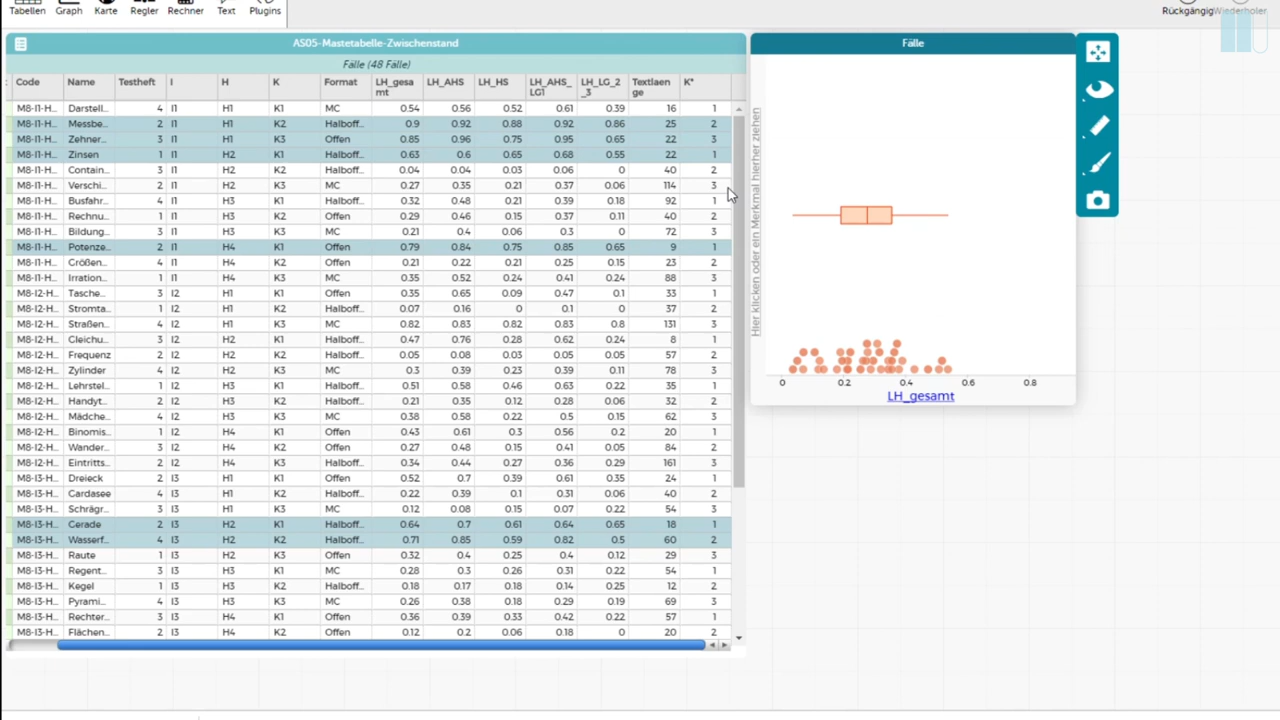 Tabellen Graph Karte Regler Rechner Text Plugins Rückgängig Wiederholen
AS05-Mastetabelle-Zwischenstand
Fälle (48 Fälle)
Code Name Testheft I H K Format LH_gesamt LH_AHS LH_HS LH_AHS_LG1 LH_LG_2_3 Textlaenge K*
M8-I1-H... Darstell... 4 I1 H1 K1 MC 0.54 0.56 0.52 0.61 0.39 16 1
M8-I1-H... Messbe... 2 I1 H1 K2 Halboff... 0.9 0.92 0.88 0.92 0.86 25 2
M8-I1-H... Zehner... 3 I1 H1 K3 Offen 0.85 0.96 0.75 0.95 0.65 22 3
M8-I1-H... Zinsen 1 I1 H2 K1 Halboff... 0.63 0.6 0.65 0.68 0.55 22 1
M8-I1-H... Contain... 3 I1 H2 K2 Halboff... 0.04 0.04 0.03 0.06 0 40 2
M8-I1-H... Verschi... 2 I1 H2 K3 MC 0.27 0.35 0.21 0.37 0.06 114 3
M8-I1-H... Busfahr... 4 I1 H3 K1 Halboff... 0.32 0.48 0.21 0.39 0.18 92 1
M8-I1-H... Rechnu... 1 I1 H3 K2 Offen 0.29 0.46 0.15 0.37 0.11 40 2
M8-I1-H... Bildung... 3 I1 H3 K3 MC 0.21 0.4 0.06 0.3 0 72 3
M8-I1-H... Potenze... 2 I1 H4 K1 Offen 0.79 0.84 0.75 0.85 0.65 9 1
M8-I1-H... Größen... 4 I1 H4 K2 Offen 0.21 0.22 0.21 0.25 0.15 23 2
M8-I1-H... Irration... 1 I1 H4 K3 MC 0.35 0.52 0.24 0.41 0.24 88 3
M8-I2-H... Tasche... 3 I2 H1 K1 Offen 0.35 0.65 0.09 0.47 0.1 33 1
M8-I2-H... Stromta... 1 I2 H1 K2 Halboff... 0.07 0.16 0 0.1 0 37 2
M8-I2-H... Straßen... 4 I2 H1 K3 MC 0.82 0.83 0.82 0.83 0.8 131 3
M8-I2-H... Gleichu... 3 I2 H2 K1 Halboff... 0.47 0.76 0.28 0.62 0.24 8 1
M8-I2-H... Frequenz 2 I2 H2 K2 Halboff... 0.05 0.08 0.03 0.05 0.05 57 2
M8-I2-H... Zylinder 4 I2 H2 K3 MC 0.3 0.39 0.23 0.39 0.11 78 3
M8-I2-H... Lehrstel... 1 I2 H3 K1 Halboff... 0.51 0.58 0.46 0.63 0.22 35 1
M8-I2-H... Handyt... 2 I2 H3 K2 Halboff... 0.21 0.35 0.12 0.28 0.06 32 2
M8-I2-H... Mädche... 4 I2 H3 K3 MC 0.38 0.58 0.22 0.5 0.15 62 3
M8-I2-H... Binomis... 1 I2 H4 K1 Offen 0.43 0.61 0.3 0.56 0.2 20 1
M8-I2-H... Wander... 3 I2 H4 K2 Offen 0.27 0.48 0.15 0.41 0.05 84 2
M8-I2-H... Eintritts... 2 I2 H4 K3 Halboff... 0.34 0.44 0.27 0.36 0.29 161 3
M8-I3-H... Dreieck 2 I3 H1 K1 Offen 0.52 0.7 0.39 0.61 0.35 24 1
M8-I3-H... Cardasee 4 I3 H1 K2 Halboff... 0.22 0.39 0.1 0.31 0.06 40 2
M8-I3-H... Schrägr... 3 I3 H1 K3 MC 0.12 0.08 0.15 0.07 0.22 54 3
M8-I3-H... Gerade 2 I3 H2 K1 Halboff... 0.64 0.7 0.61 0.64 0.65 18 1
M8-I3-H... Wasserf... 4 I3 H2 K2 Halboff... 0.71 0.85 0.59 0.82 0.5 60 2
M8-I3-H... Raute 1 I3 H2 K3 Offen 0.32 0.4 0.25 0.4 0.12 29 3
M8-I3-H... Regent... 3 I3 H3 K1 MC 0.28 0.3 0.26 0.31 0.22 54 1
M8-I3-H... Kegel 1 I3 H3 K2 Halboff... 0.18 0.17 0.18 0.14 0.25 12 2
M8-I3-H... Pyrami... 4 I3 H3 K3 MC 0.26 0.38 0.18 0.29 0.19 69 3
M8-I3-H... Rechter... 3 I3 H4 K1 Offen 0.36 0.39 0.33 0.42 0.22 57 1
M8-I3-H... Flächen... 2 I3 H4 K2 Offen 0.12 0.2 0.06 0.18 0 20 2
Fälle
Hier klicken oder ein Merkmal hierher ziehen
0 0.2 0.4 0.6 0.8
LH_gesamt